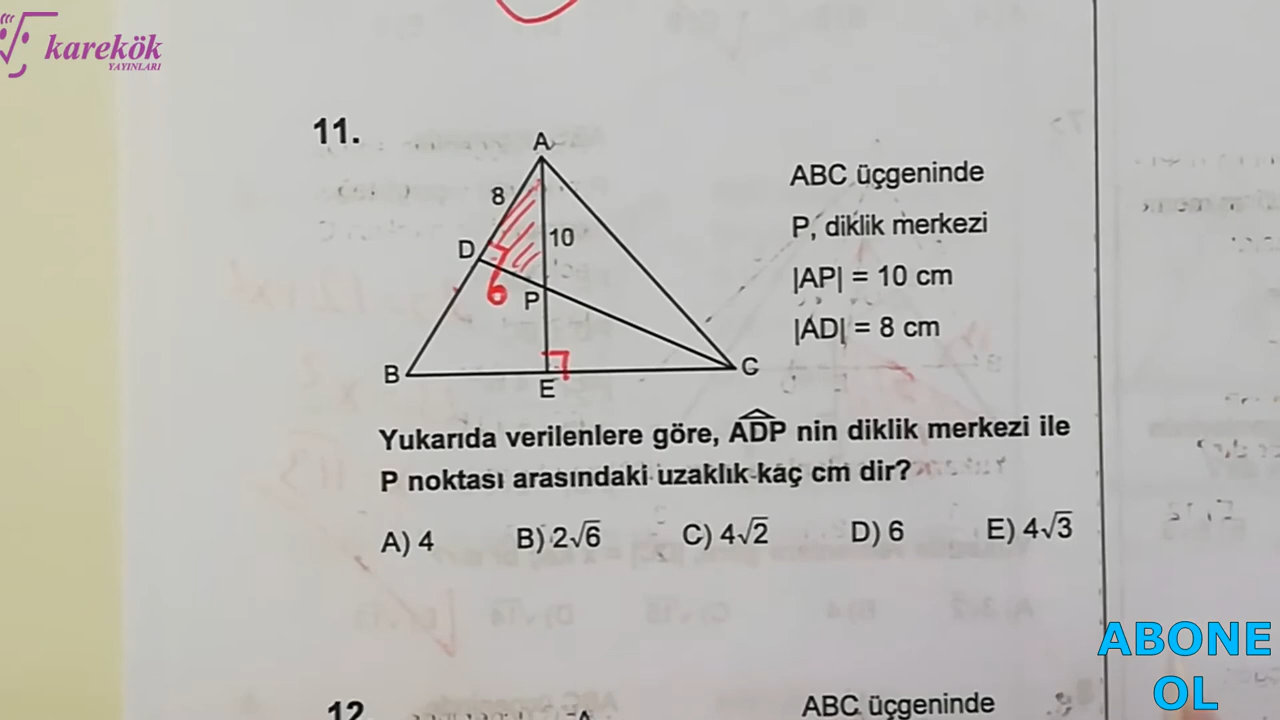 karekök
YAYINLARI
11.
A
8
10
D
6
P
B
E
C
ABC üçgeninde
P, diklik merkezi
|AP| = 10 cm
|AD| = 8 cm
Yukarıda verilenlere göre, ADP nin diklik merkezi ile
P noktası arasındaki uzaklık kaç cm dir?
A) 4 B) 2√6 C) 4√2 D) 6 E) 4√3
12
ABC üçgeninde
ABONE
OL